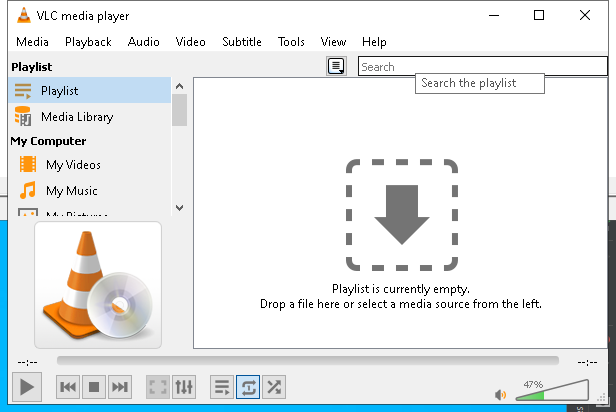 VLC media player
Media Playback Audio Video Subtitle Tools View Help
Playlist
Search
Search the playlist
Playlist
Media Library
My Computer
My Videos
My Music
My Pictures
Playlist is currently empty.
Drop a file here or select a media source from the left.
--:-- --:--
47%